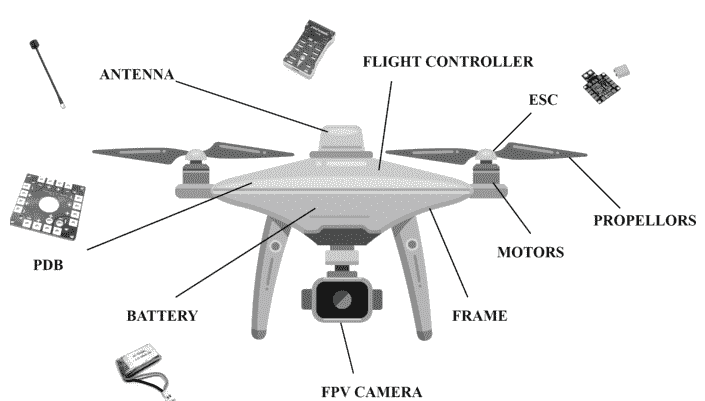 ANTENNA
FLIGHT CONTROLLER
ESC
PROPELLORS
PDB
MOTORS
BATTERY
FRAME
FPV CAMERA